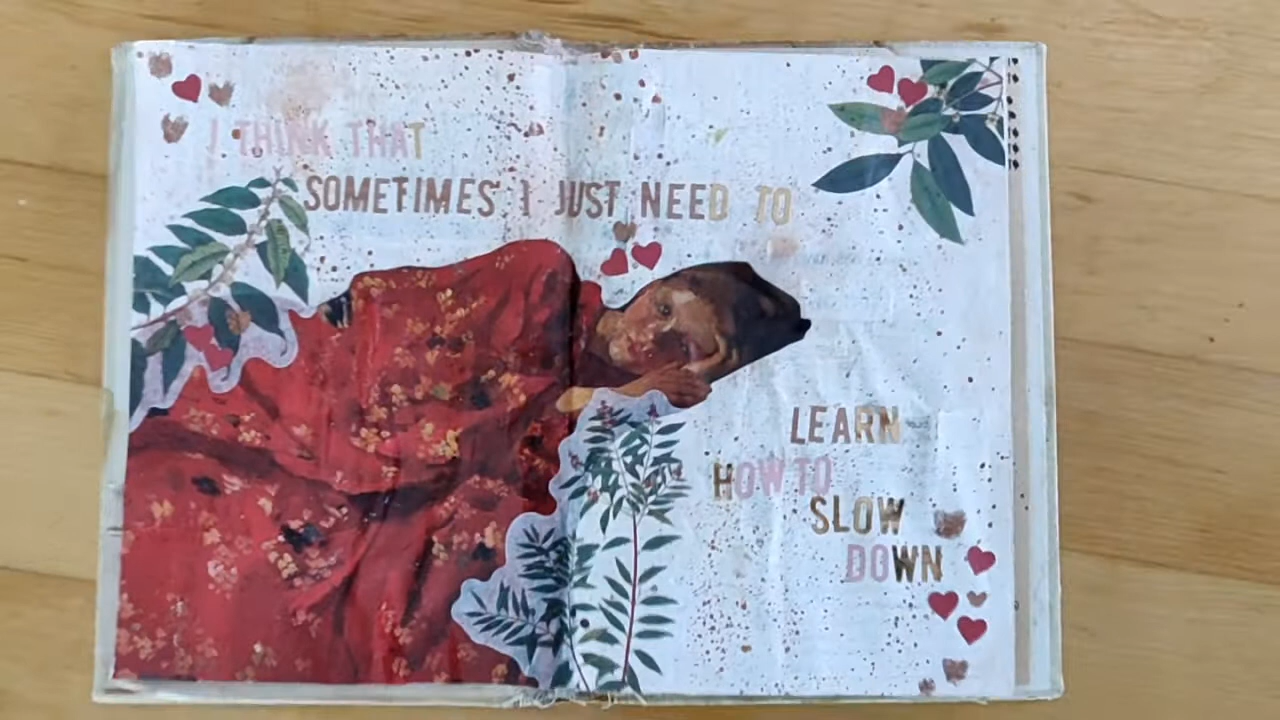 I THINK THAT
SOMETIMES I JUST NEED TO
LEARN
HOW TO
SLOW
DOWN